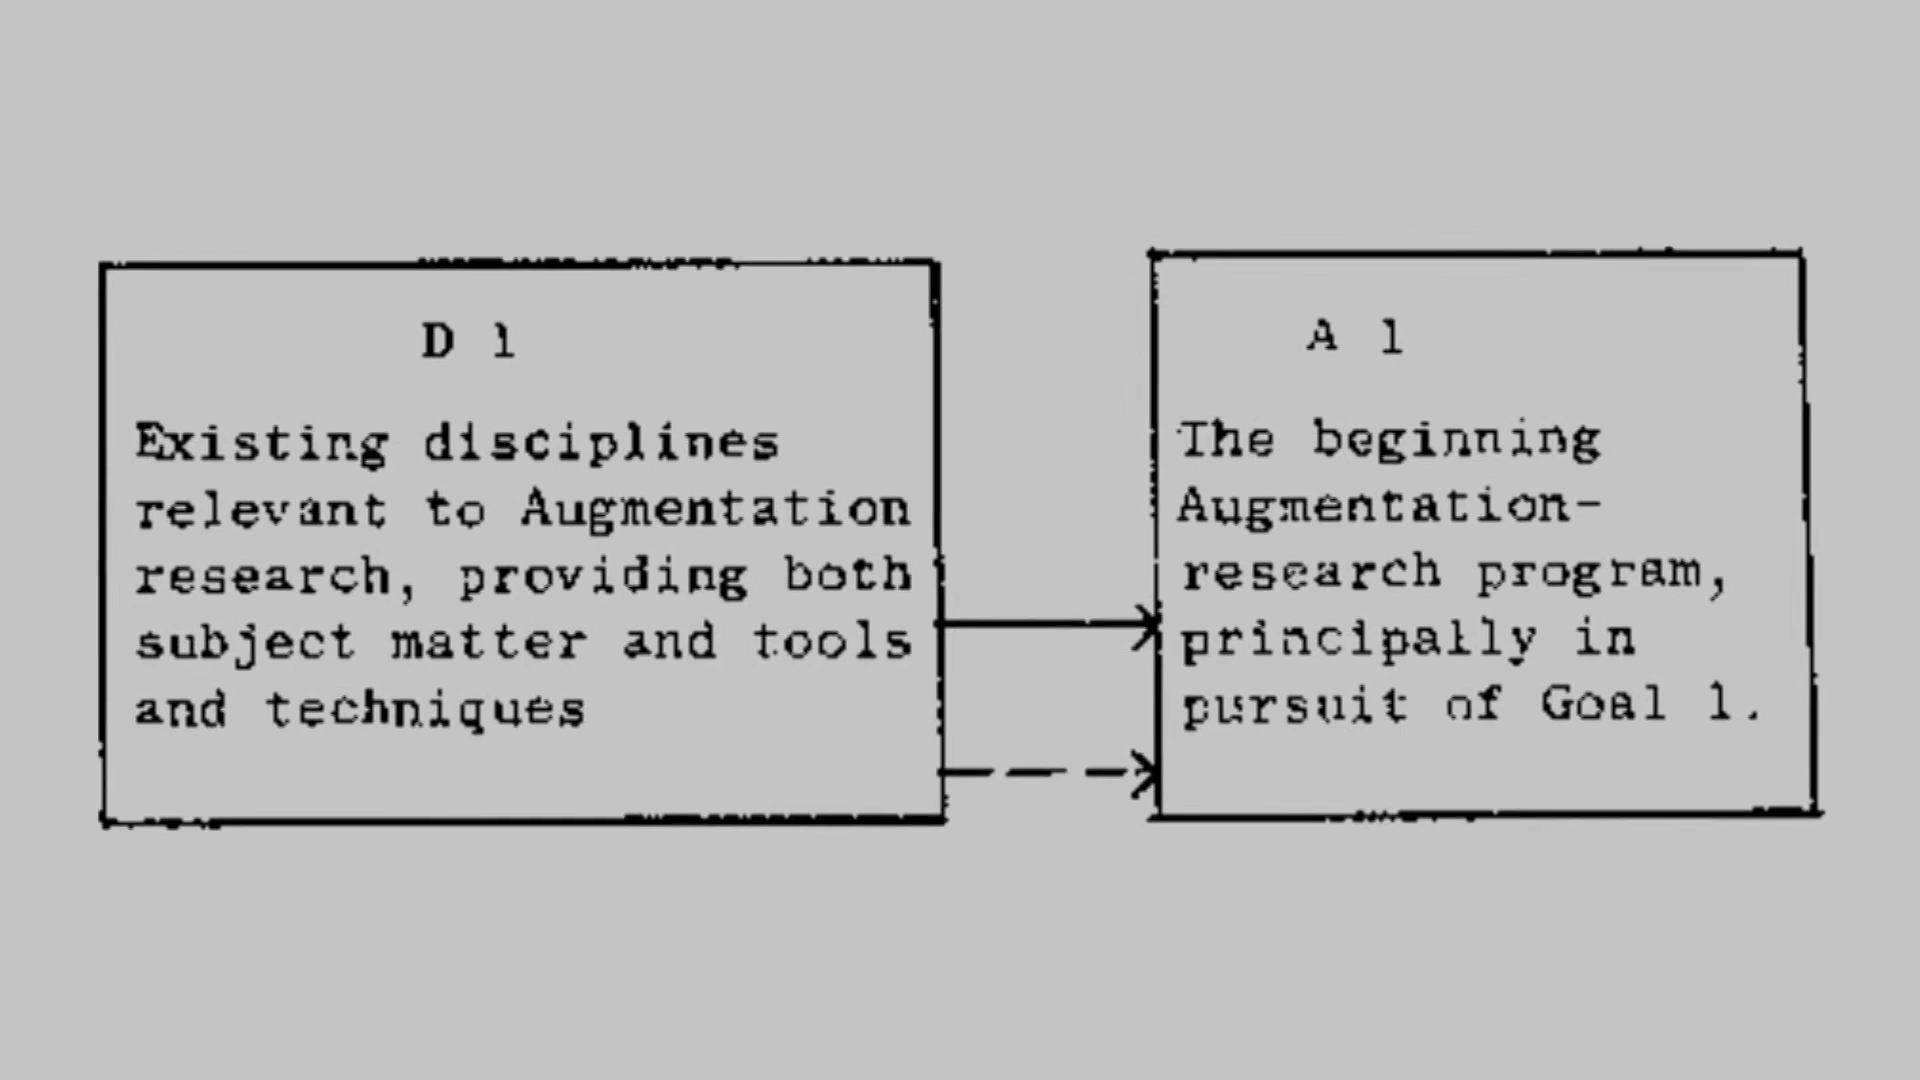 D 1
Existing disciplines
relevant to Augmentation
research, providing both
subject matter and tools
and techniques
A 1
The beginning
Augmentation-
research program,
principally in
pursuit of Goal 1.